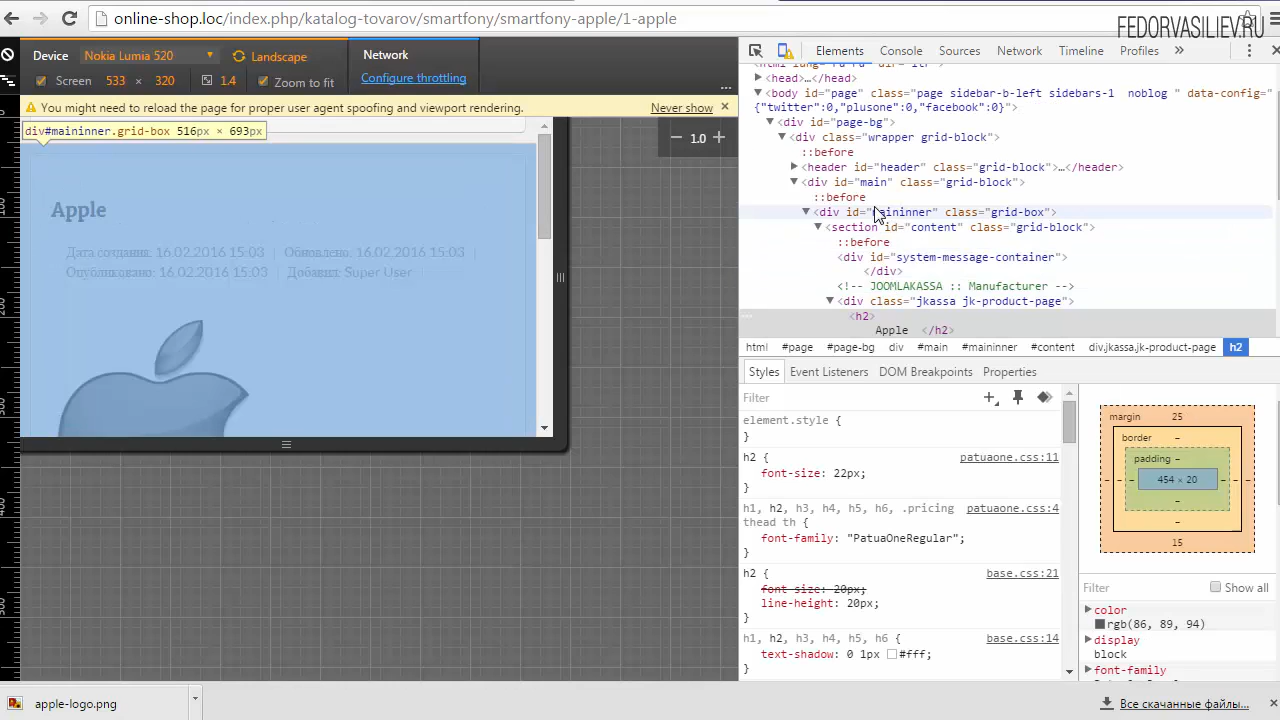 online-shop.loc/index.php/katalog-tovarov/smartfony/smartfony-apple/1-apple
FEDORVASILIEV.RU
Device Nokia Lumia 520 Landscape Network
Screen 533 × 320 1.4 Zoom to fit Configure throttling
Elements Console Sources Network Timeline Profiles »
You might need to reload the page for proper user agent spoofing and viewport rendering. Never show
div#maininner.grid-box 516px × 693px
1.0
Apple
Дата создания: 16.02.2016 15:03 | Обновлено: 16.02.2016 15:03 |
Опубликовано: 16.02.2016 15:03 | Добавил: Super User
<head>…</head>
<body id="page" class="page sidebar-b-left sidebars-1 noblog " data-config=
{"twitter":0,"plusone":0,"facebook":0}">
<div id="page-bg">
<div class="wrapper grid-block">
::before
<header id="header" class="grid-block">…</header>
<div id="main" class="grid-block">
::before
<div id="maininner" class="grid-box">
<section id="content" class="grid-block">
::before
<div id="system-message-container">
</div>
<!-- JOOMLAKASSA :: Manufacturer -->
<div class="jkassa jk-product-page">
<h2>
Apple </h2>
html #page #page-bg div #main #maininner #content div.jkassa.jk-product-page h2
Styles Event Listeners DOM Breakpoints Properties
Filter
element.style {
}
h2 { patuaone.css:11
font-size: 22px;
}
h1, h2, h3, h4, h5, h6, .pricing patuaone.css:4
thead th {
font-family: "PatuaOneRegular";
}
h2 { base.css:21
font-size: 20px;
line-height: 20px;
}
h1, h2, h3, h4, h5, h6 { base.css:14
text-shadow: 0 1px #fff;
}
margin 25
border –
padding –
– – – 454 × 20 – – –
–
–
15
Filter Show all
color
rgb(86, 89, 94)
display
block
font-family
apple-logo.png
Все скачанные файлы...